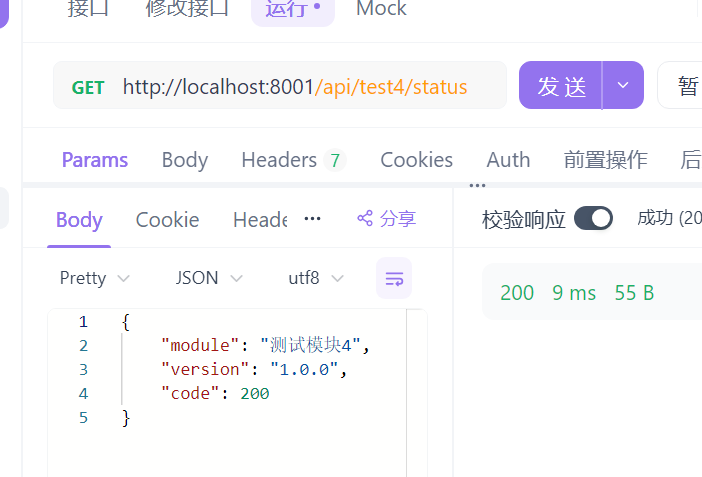 接口 修改接口 运行 Mock
GET http://localhost:8001/api/test4/status 发 送 暂
Params Body Headers 7 Cookies Auth 前置操作 后
Body Cookie Heade ... 分享 校验响应 成功 (20
Pretty JSON utf8 200 9 ms 55 B
1 {
2 "module": "测试模块4",
3 "version": "1.0.0",
4 "code": 200
5 }